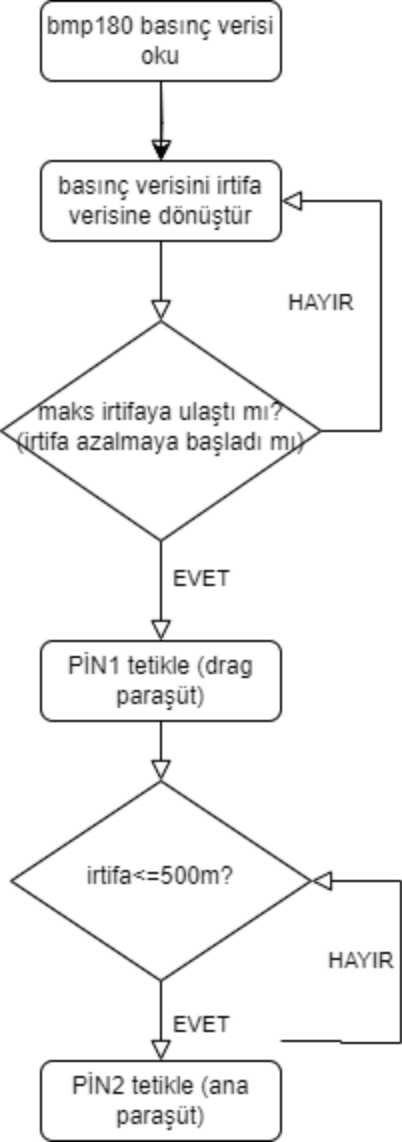 bmp180 basınç verisi
oku
basınç verisini irtifa
verisine dönüştür
HAYIR
maks irtifaya ulaştı mı?
(irtifa azalmaya başladı mı)
EVET
PİN1 tetikle (drag
paraşüt)
irtifa<=500m?
HAYIR
EVET
PİN2 tetikle (ana
paraşüt)